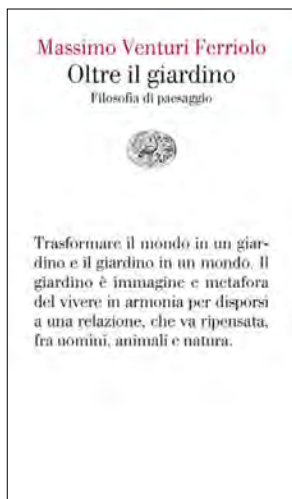 Massimo Venturi Ferriolo
Oltre il giardino
Filosofia di paesaggio
Trasformare il mondo in un giar-
dino e il giardino in un mondo. Il
giardino è immagine e metafora
del vivere in armonia per disporsi
a una relazione, che va ripensata,
fra uomini, animali e natura.